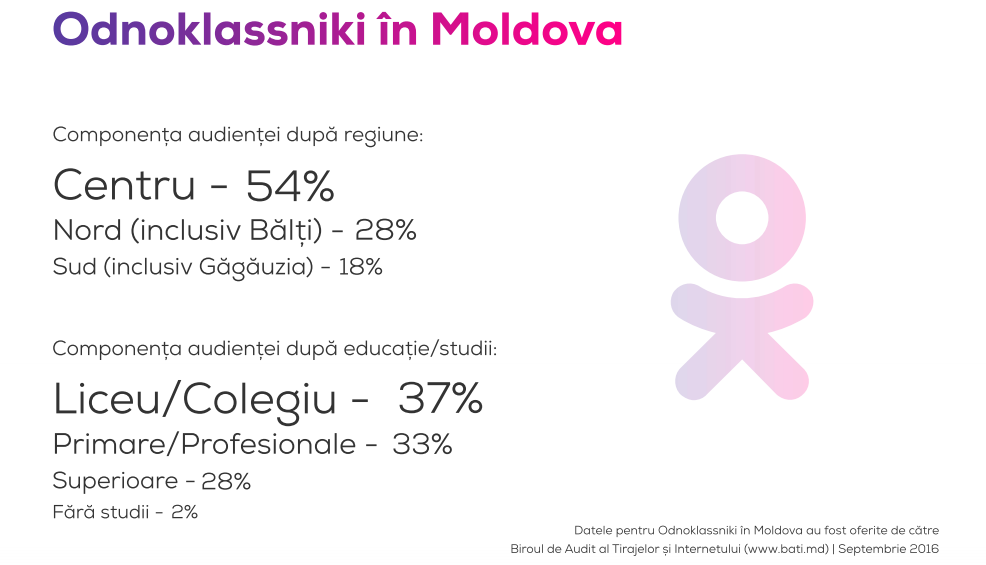 Odnoklassniki în Moldova
Componența audienței după regiune:
Centru - 54%
Nord (inclusiv Bălți) - 28%
Sud (inclusiv Găgăuzia) - 18%
Componența audienței după educație/studii:
Liceu/Colegiu - 37%
Primare/Profesionale - 33%
Superioare - 28%
Fără studii - 2%
Datele pentru Odnoklassniki în Moldova au fost oferite de către
Biroul de Audit al Tirajelor și Internetului (www.bati.md) | Septembrie 2016